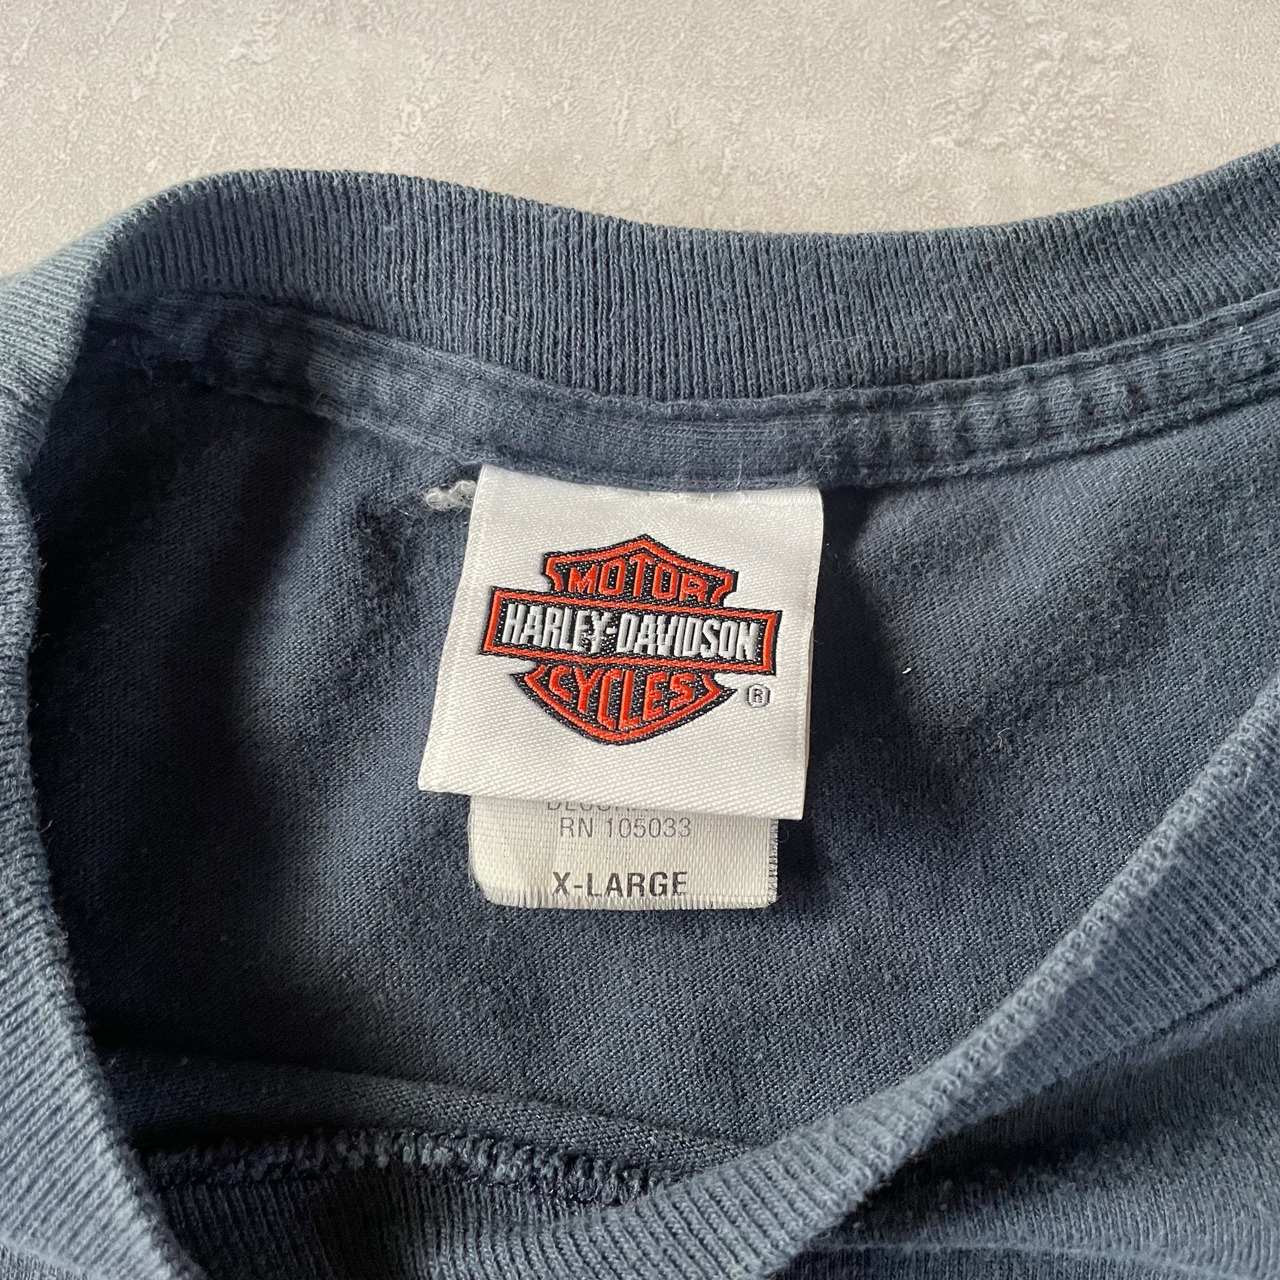 MOTOR
HARLEY-DAVIDSON
CYCLES
®
RN 105033
X-LARGE